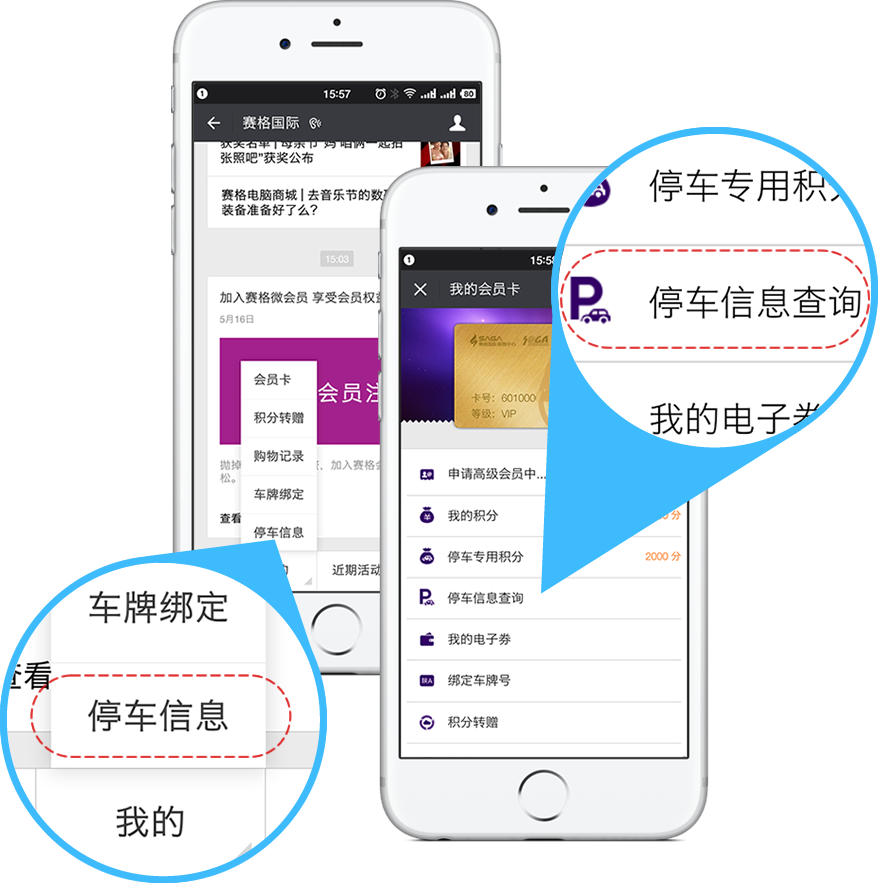 1
15:57
80
赛格国际
获奖名单 | 母亲节“妈 咱俩一起拍
张照吧”获奖公布
赛格电脑商城 | 去音乐节的数
装备准备好了么？
15:03
加入赛格微会员 享受会员权益
5月16日
会员注
会员卡
积分转赠
购物记录
车牌绑定
停车信息
抛掉
，加入赛格会
松。
查看
近期活动
1
15:58
我的会员卡
SAGA
SAGA
卡号：601000
等级：VIP
申请高级会员中...
我的积分
分
停车专用积分
2000 分
停车信息查询
我的电子券
绑定车牌号
积分转赠
停车专用积分
停车信息查询
我的电子券
车牌绑定
查看
停车信息
我的